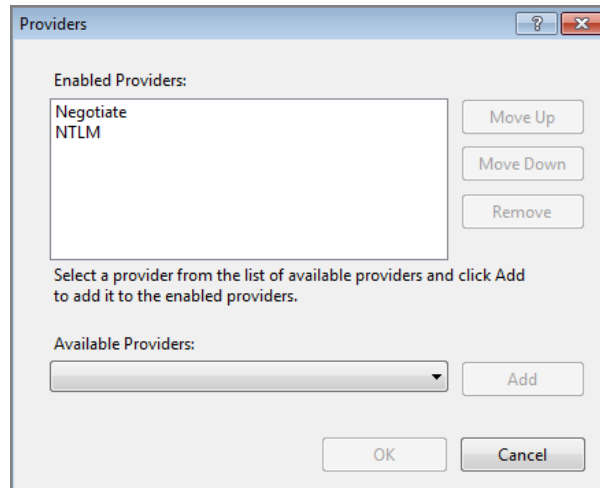 Providers
Enabled Providers:
Negotiate
NTLM
Move Up
Move Down
Remove
Select a provider from the list of available providers and click Add
to add it to the enabled providers.
Available Providers:
Add
OK
Cancel